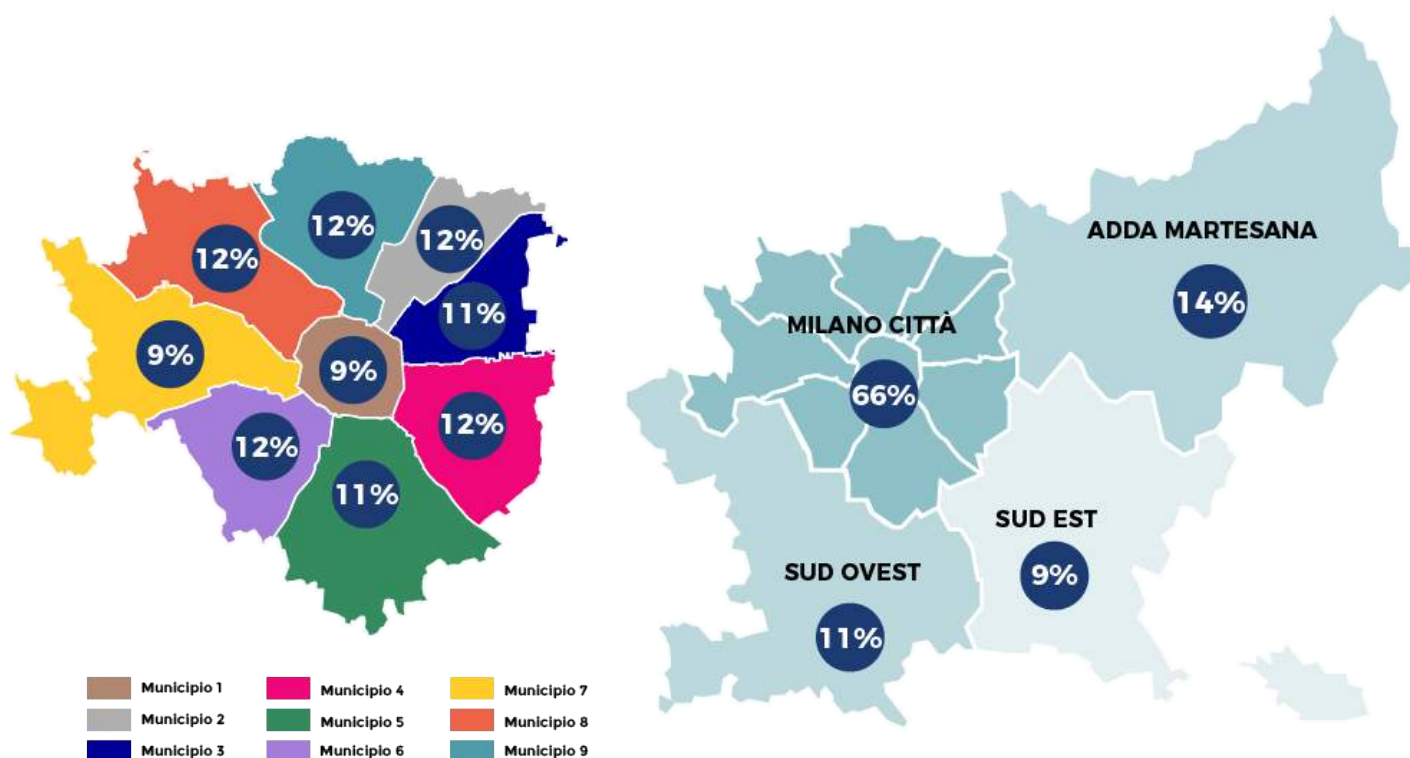 12%
12%
12%
12%
11%
9%
9%
12%
12%
11%
Municipio 1
Municipio 2
Municipio 3
Municipio 4
Municipio 5
Municipio 6
Municipio 7
Municipio 8
Municipio 9
ADDA MARTESANA
14%
MILANO CITTÀ
66%
SUD EST
9%
SUD OVEST
11%